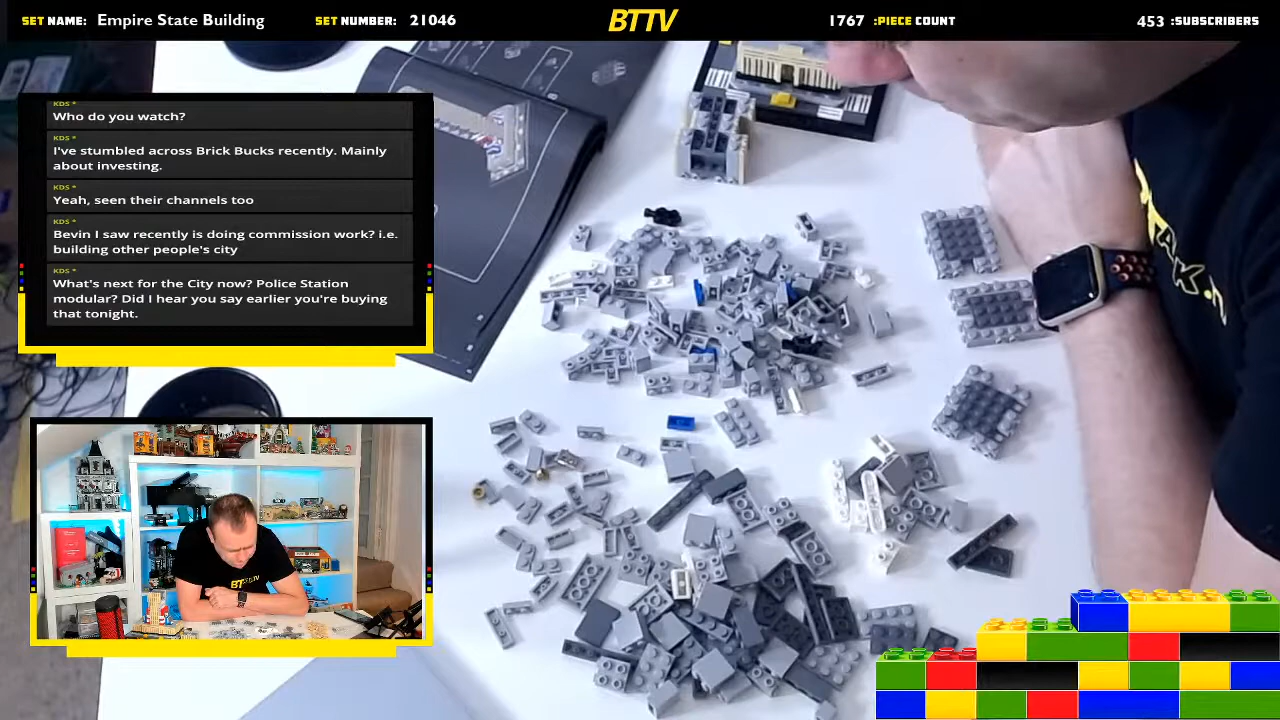 SET NAME: Empire State Building SET NUMBER: 21046 BTTV 1767 :PIECE COUNT 453 :SUBSCRIBERS
KDS *
Who do you watch?
KDS *
I've stumbled across Brick Bucks recently. Mainly
about investing.
KDS *
Yeah, seen their channels too
KDS *
Bevin I saw recently is doing commission work? i.e.
building other people's city
KDS *
What's next for the City now? Police Station
modular? Did I hear you say earlier you're buying
that tonight.